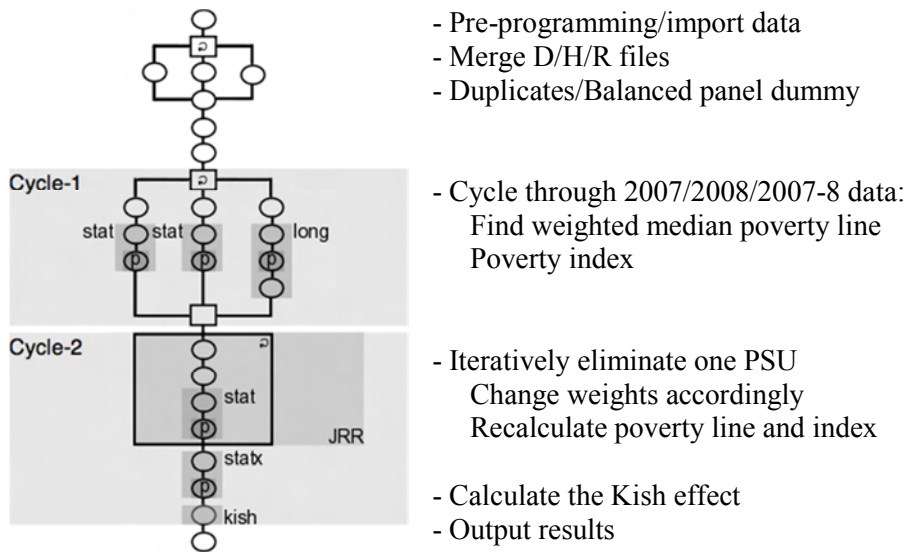 - Pre-programming/import data
- Merge D/H/R files
- Duplicates/Balanced panel dummy
Cycle-1
- Cycle through 2007/2008/2007-8 data:
stat stat long
Find weighted median poverty line
p p p
Poverty index
Cycle-2
- Iteratively eliminate one PSU
Change weights accordingly
stat
Recalculate poverty line and index
p
JRR
statx
p
- Calculate the Kish effect
kish
- Output results